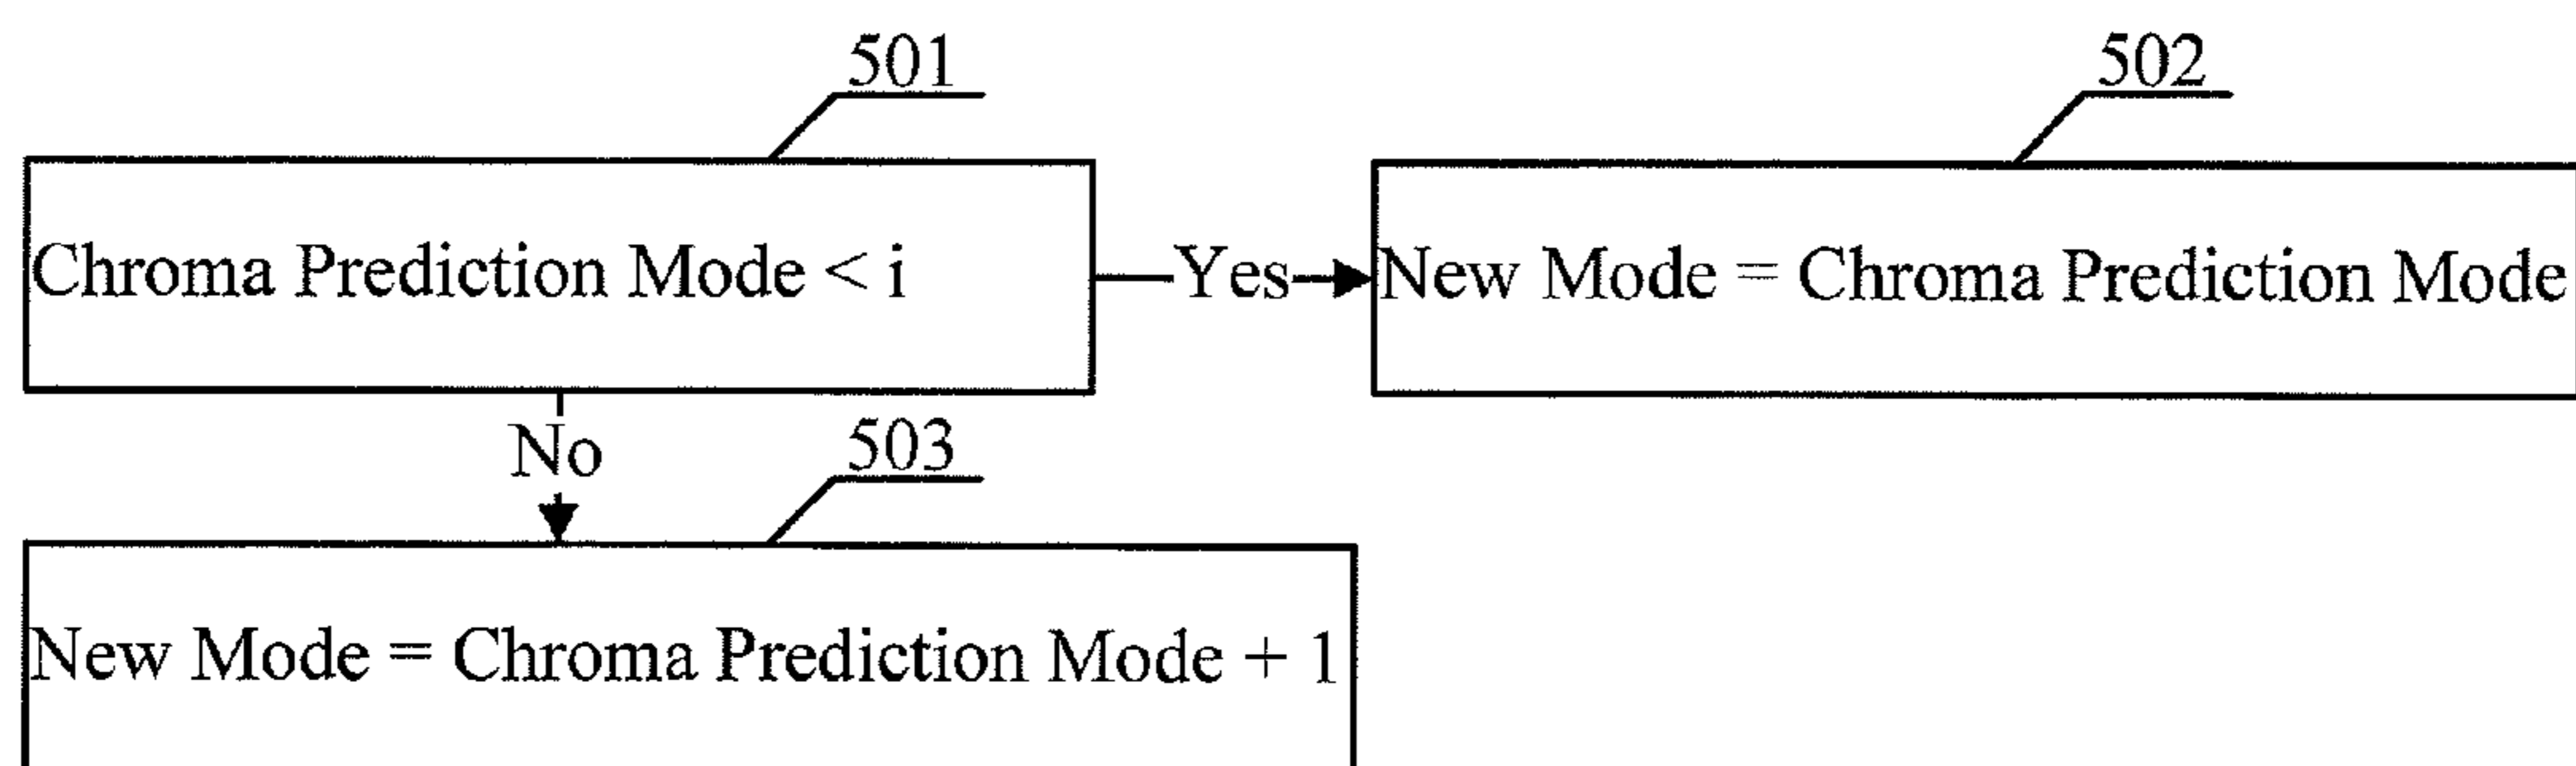 501
502
Chroma Prediction Mode < i
Yes
New Mode = Chroma Prediction Mode
No
503
New Mode = Chroma Prediction Mode + 1